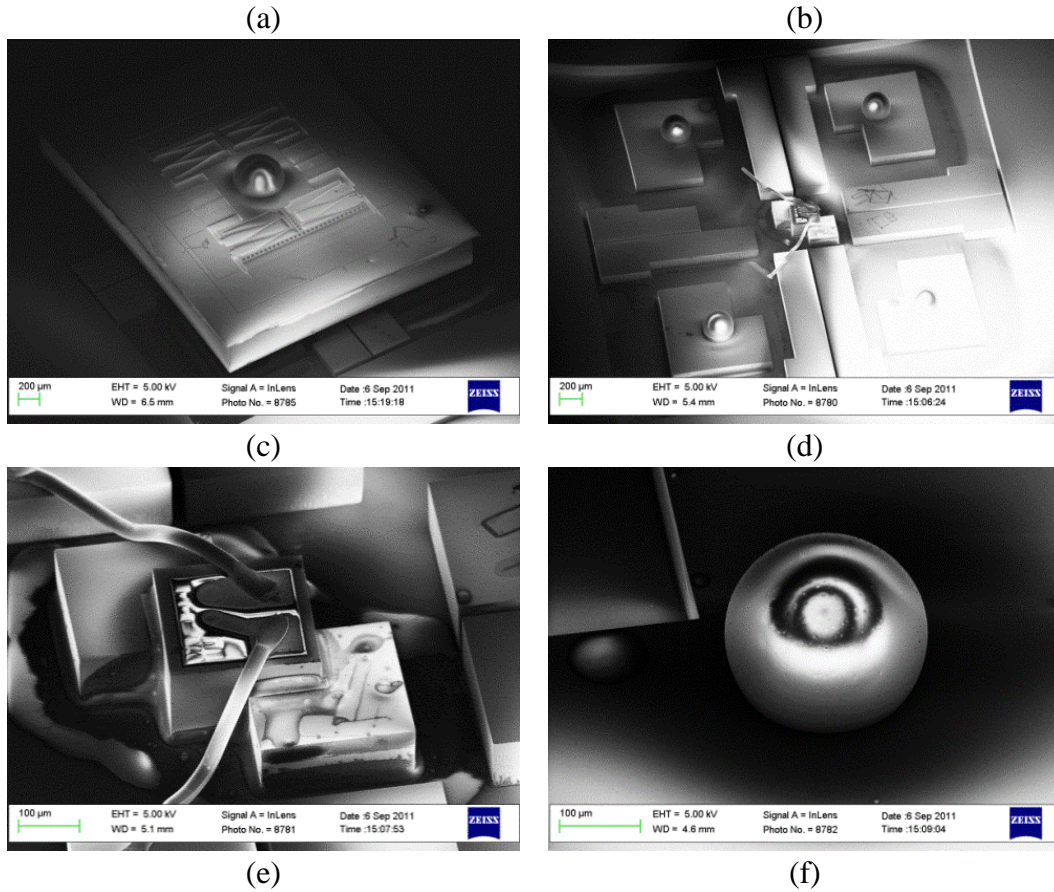 (a)
(b)
200 µm
EHT = 5.00 kV
WD = 6.5 mm
Signal A = InLens
Photo No. = 8785
Date :6 Sep 2011
Time :15:19:18
ZEISS
200 µm
EHT = 5.00 kV
WD = 5.4 mm
Signal A = InLens
Photo No. = 8780
Date :6 Sep 2011
Time :15:06:24
ZEISS
(c)
(d)
100 µm
EHT = 5.00 kV
WD = 5.1 mm
Signal A = InLens
Photo No. = 8781
Date :6 Sep 2011
Time :15:07:53
ZEISS
100 µm
EHT = 5.00 kV
WD = 4.6 mm
Signal A = InLens
Photo No. = 8782
Date :6 Sep 2011
Time :15:09:04
ZEISS
(e)
(f)